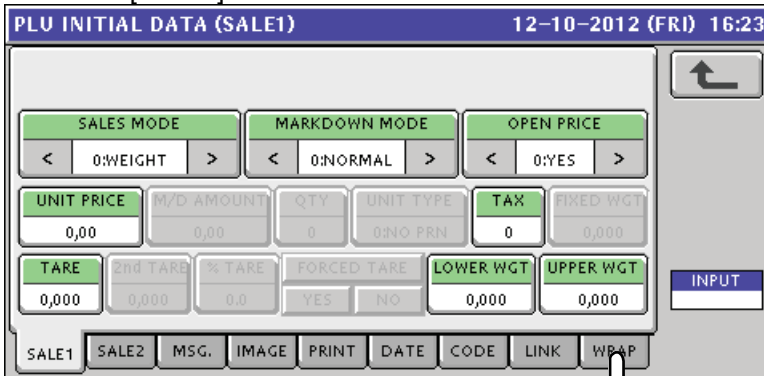 PLU INITIAL DATA (SALE1) 12-10-2012 (FRI) 16:23
SALES MODE MARKDOWN MODE OPEN PRICE
< 0:WEIGHT > < 0:NORMAL > < 0:YES >
UNIT PRICE M/D AMOUNT QTY UNIT TYPE TAX FIXED WGT
0,00 0,00 0 0:NO PRN 0 0,000
TARE 2nd TARE % TARE FORCED TARE LOWER WGT UPPER WGT INPUT
0,000 0,000 0.0 YES NO 0,000 0,000
SALE1 SALE2 MSG. IMAGE PRINT DATE CODE LINK WRAP